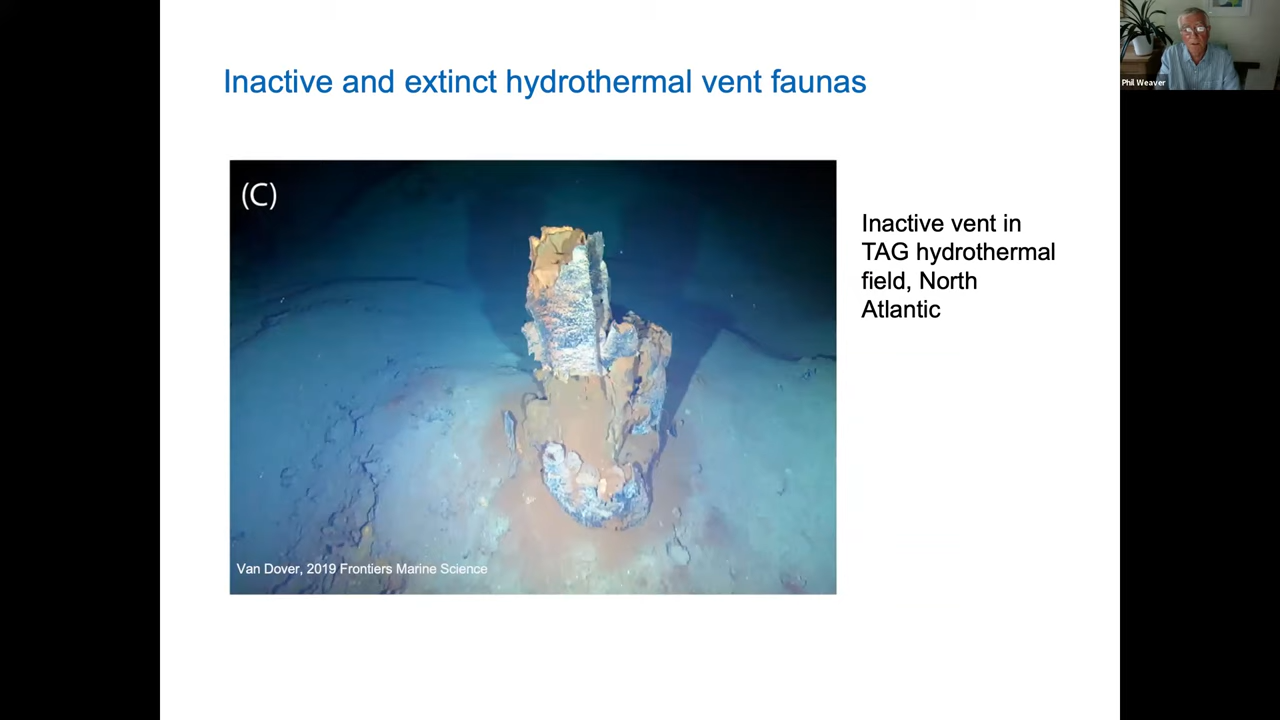 Inactive and extinct hydrothermal vent faunas
(C)
Inactive vent in
TAG hydrothermal
field, North
Atlantic
Van Dover, 2019 Frontiers Marine Science
Phil Weaver